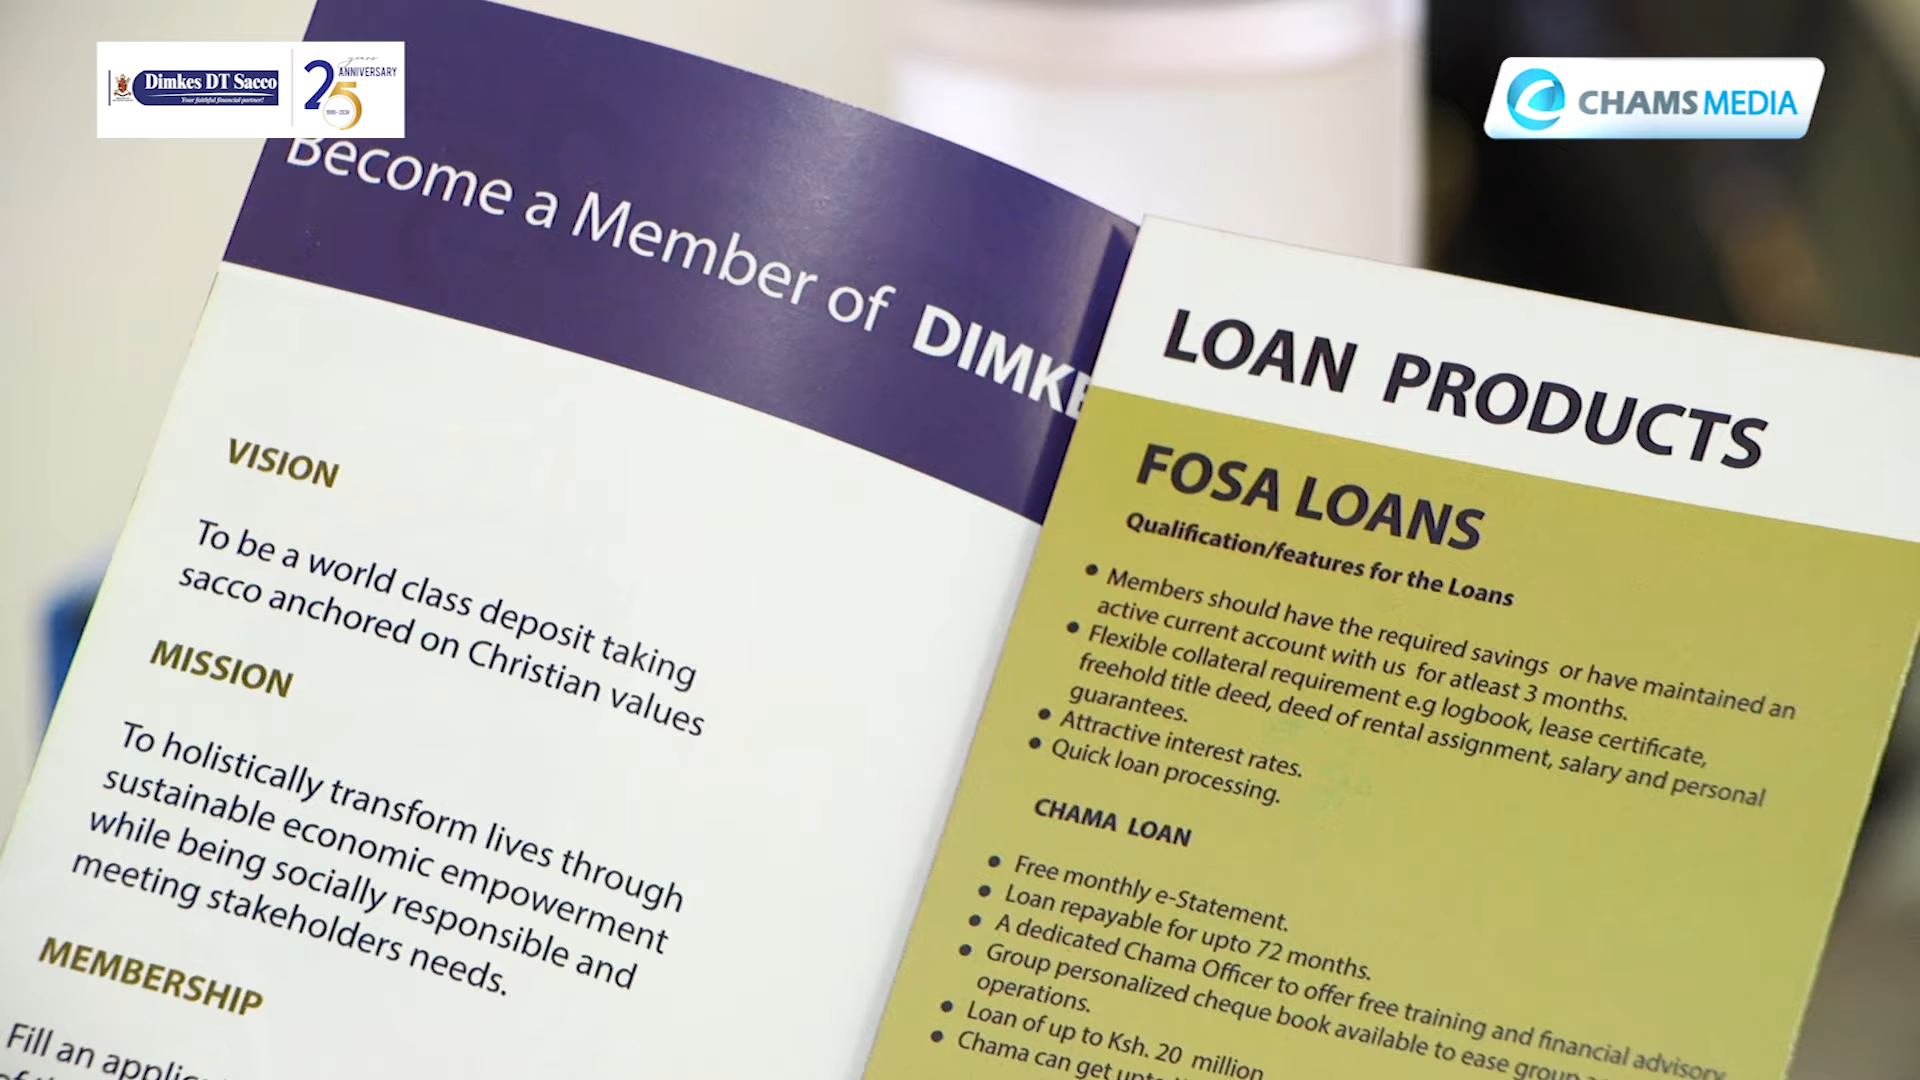 Dimkes DT Sacco
Your faithful financial partner!
25
years
ANNIVERSARY
CHAMS MEDIA
Become a Member of DIMKE
VISION
To be a world class deposit taking
sacco anchored on Christian values
MISSION
To holistically transform lives through
sustainable economic empowerment
while being socially responsible and
meeting stakeholders needs.
MEMBERSHIP
Fill an applic
LOAN PRODUCTS
FOSA LOANS
Qualification/features for the Loans
• Members should have the required savings or have maintained an
active current account with us for atleast 3 months.
• Flexible collateral requirement e.g logbook, lease certificate,
freehold title deed, deed of rental assignment, salary and personal
guarantees.
• Attractive interest rates.
• Quick loan processing.
CHAMA LOAN
• Free monthly e-Statement.
• Loan repayable for upto 72 months.
• A dedicated Chama Officer to offer free training and financial advisory
• Group personalized cheque book available to ease group
operations.
• Loan of up to Ksh. 20 million
• Chama can get upto